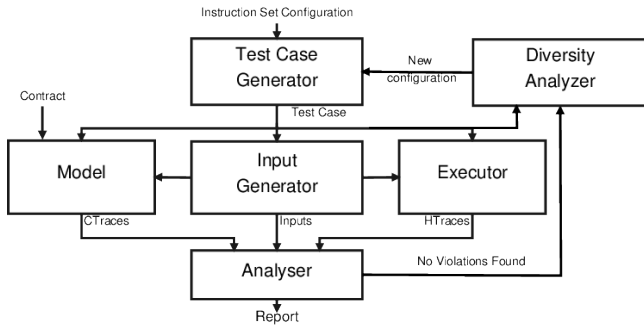 Instruction Set Configuration
Test Case
Generator
New
configuration
Diversity
Analyzer
Contract
Test Case
Model
Input
Generator
Executor
CTraces
Inputs
HTraces
Analyser
No Violations Found
Report